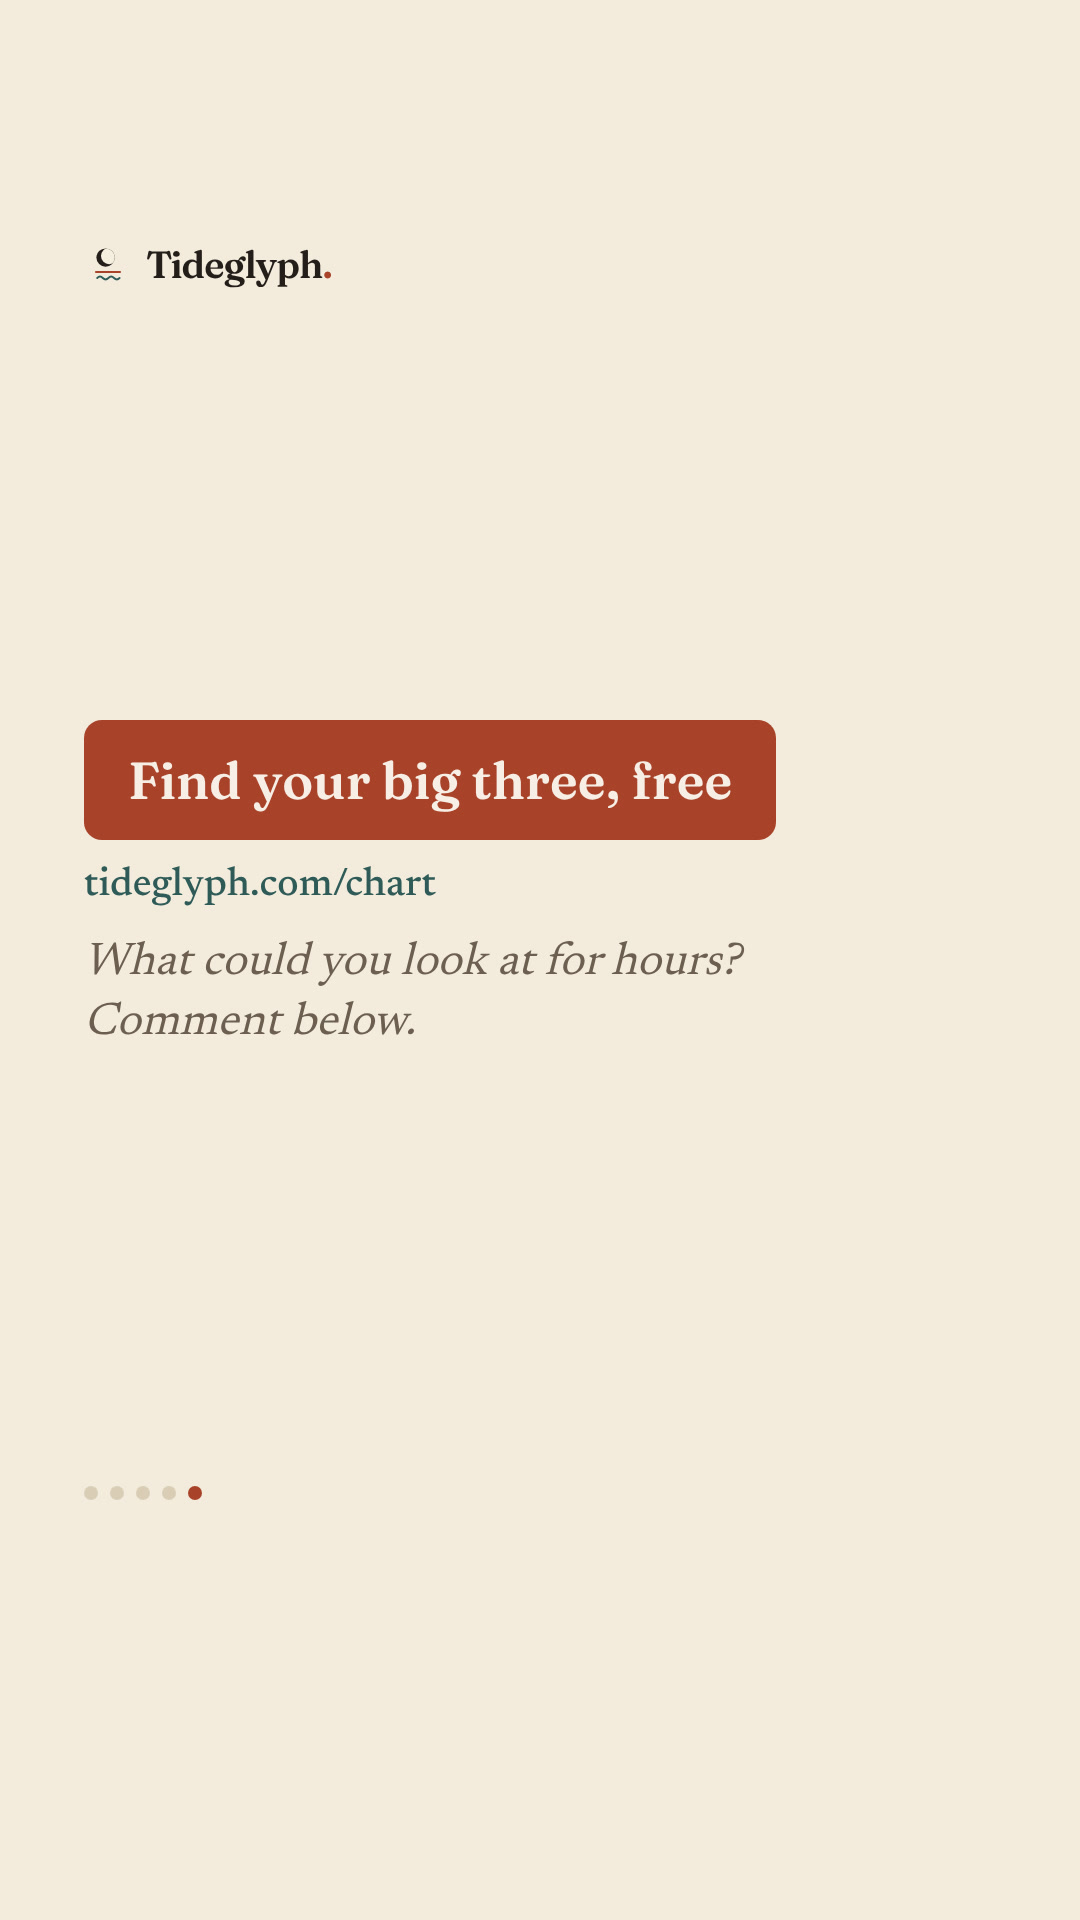 Tideglyph.
Find your big three, free
tideglyph.com/chart
What could you look at for hours?
Comment below.